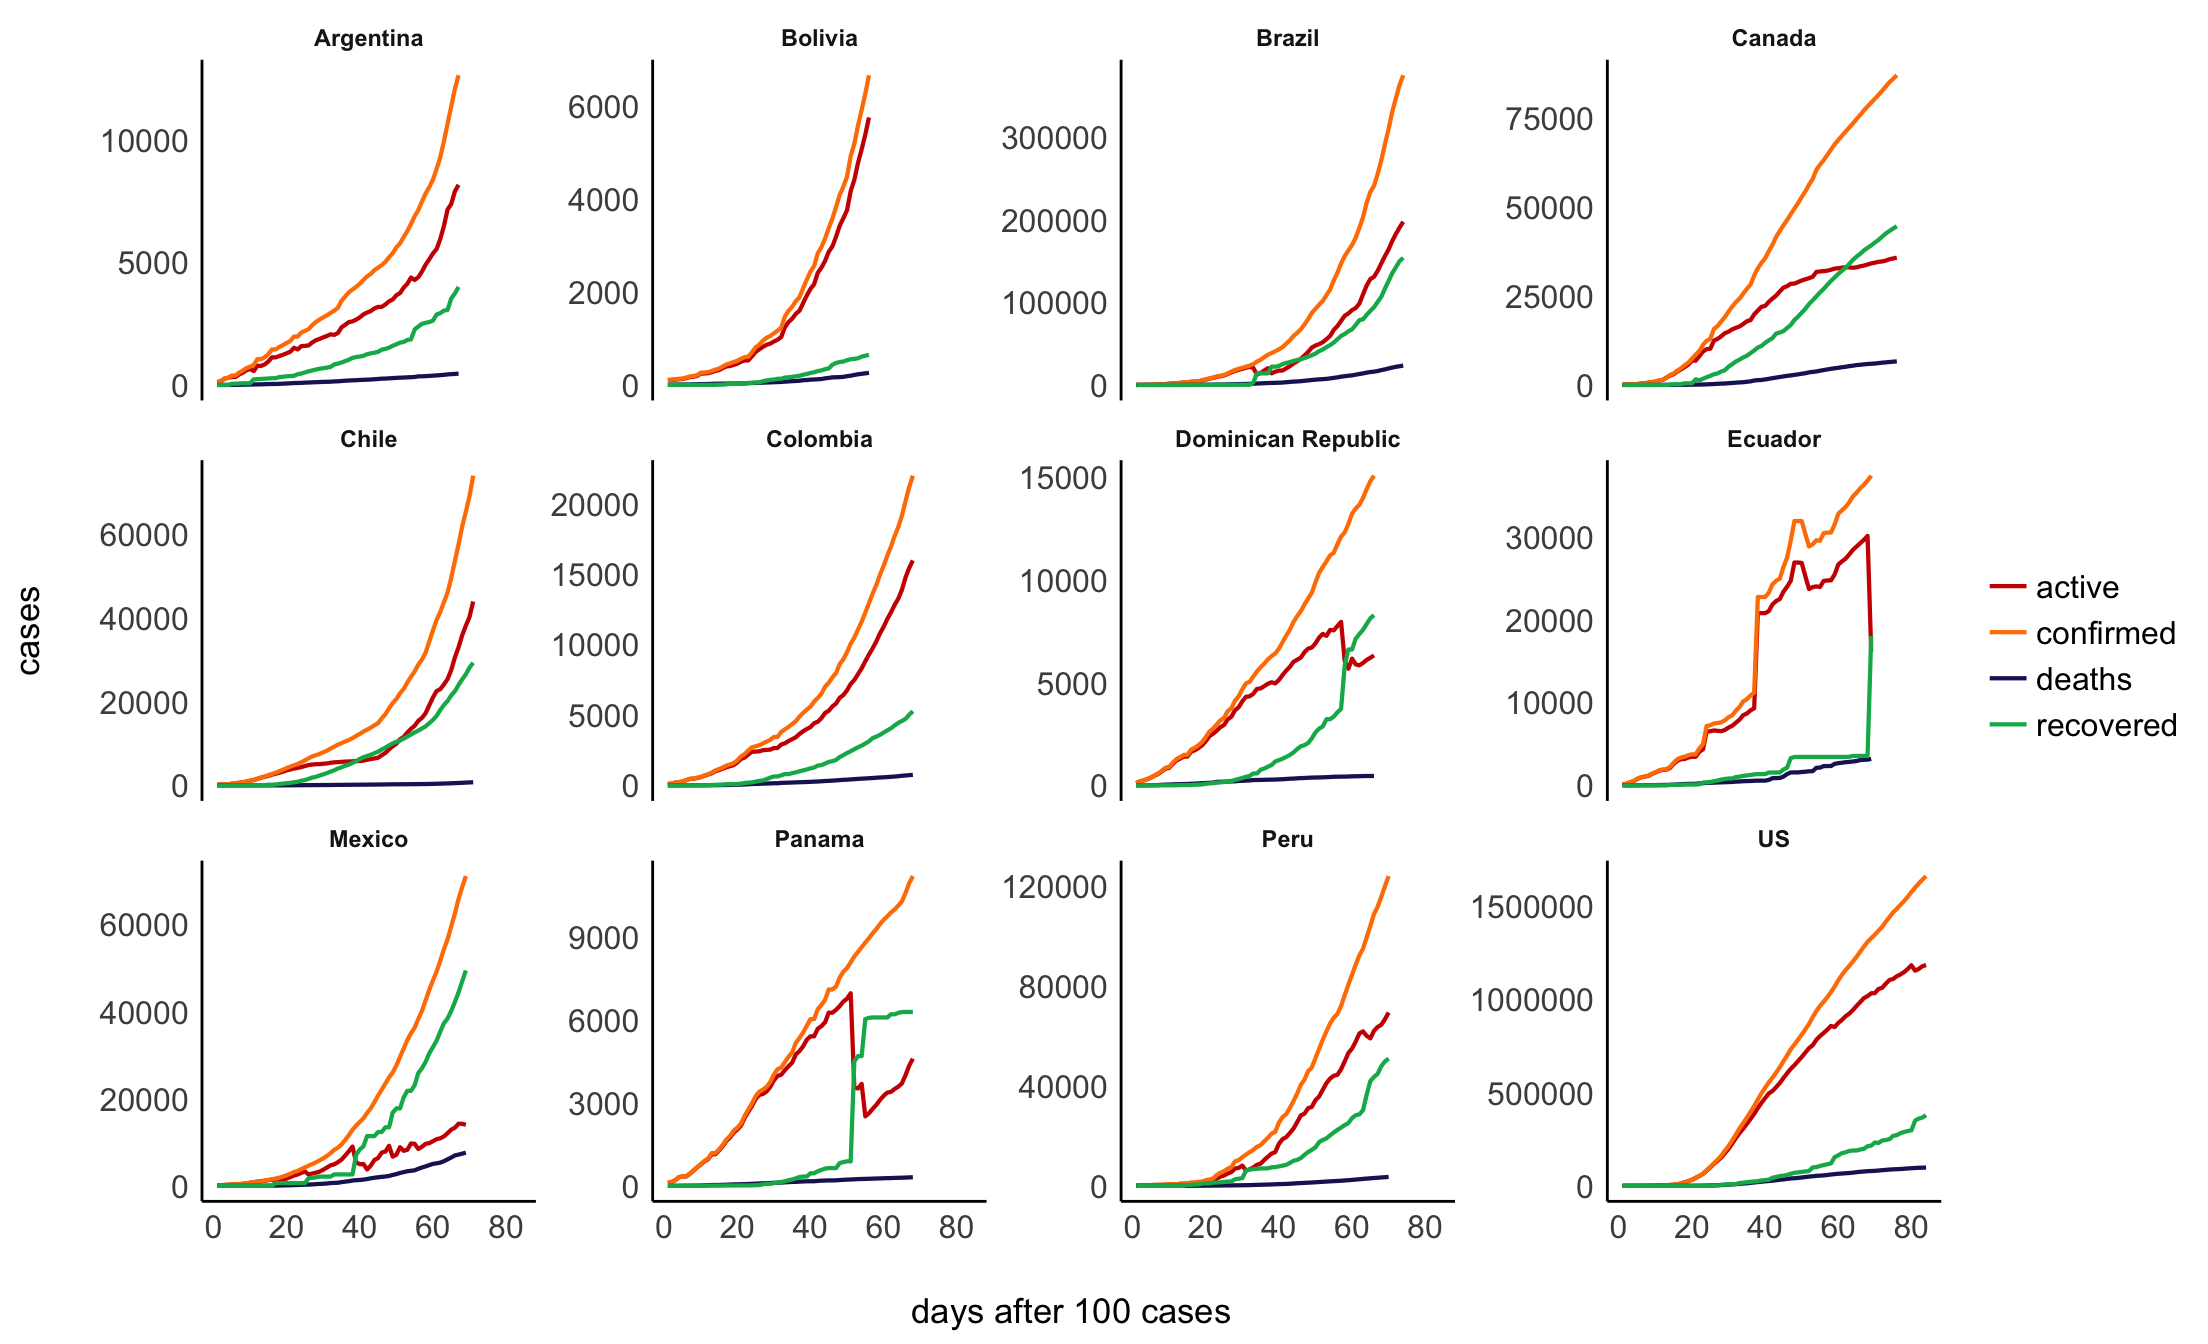 Argentina
Bolivia
Brazil
Canada
10000
5000
0
6000
4000
2000
0
300000
200000
100000
0
75000
50000
25000
0
Chile
Colombia
Dominican Republic
Ecuador
60000
40000
20000
0
20000
15000
10000
5000
0
15000
10000
5000
0
30000
20000
10000
0
cases
active
confirmed
deaths
recovered
Mexico
Panama
Peru
US
60000
40000
20000
0
9000
6000
3000
0
120000
80000
40000
0
1500000
1000000
500000
0
0 20 40 60 80
0 20 40 60 80
0 20 40 60 80
0 20 40 60 80
days after 100 cases